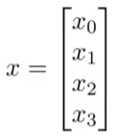 x = [x₀
x₁
x₂
x₃]